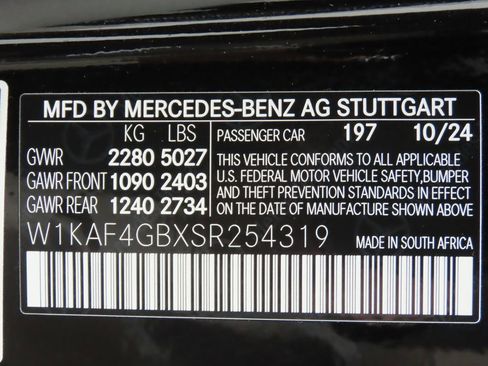 MFD BY MERCEDES-BENZ AG STUTTGART
KG LBS
PASSENGER CAR 197 10/24
GVWR 2280 5027
GAWR FRONT 1090 2403
GAWR REAR 1240 2734
THIS VEHICLE CONFORMS TO ALL APPLICABLE
U.S. FEDERAL MOTOR VEHICLE SAFETY,BUMPER
AND THEFT PREVENTION STANDARDS IN EFFECT
ON THE DATE OF MANUFACTURE SHOWN ABOVE
W1KAF4GBXSR254319
MADE IN SOUTH AFRICA